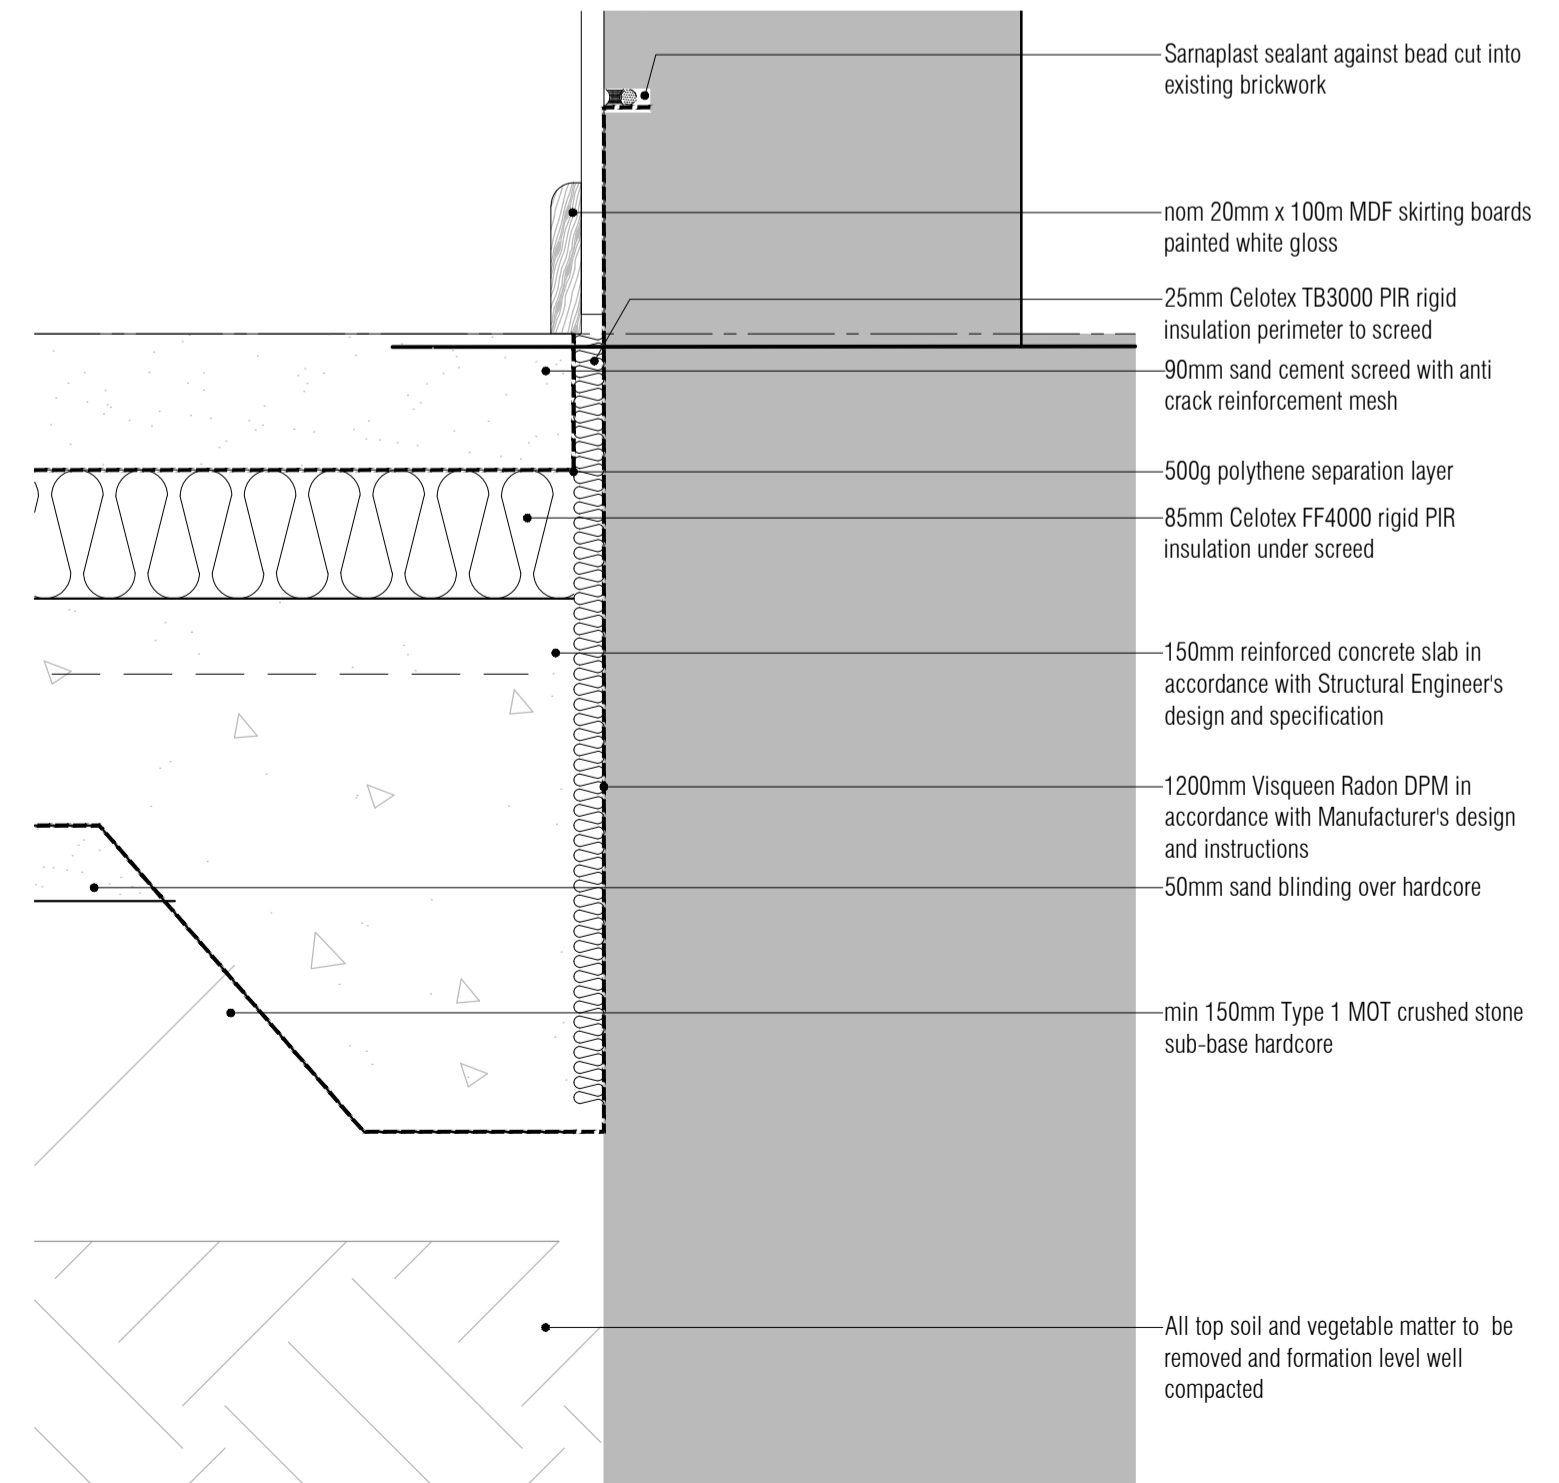 Sarnaplast sealant against bead cut into
existing brickwork
nom 20mm x 100m MDF skirting boards
painted white gloss
25mm Celotex TB3000 PIR rigid
insulation perimeter to screed
90mm sand cement screed with anti
crack reinforcement mesh
500g polythene separation layer
85mm Celotex FF4000 rigid PIR
insulation under screed
150mm reinforced concrete slab in
accordance with Structural Engineer's
design and specification
1200mm Visqueen Radon DPM in
accordance with Manufacturer's design
and instructions
50mm sand blinding over hardcore
min 150mm Type 1 MOT crushed stone
sub-base hardcore
All top soil and vegetable matter to  be
removed and formation level well
compacted